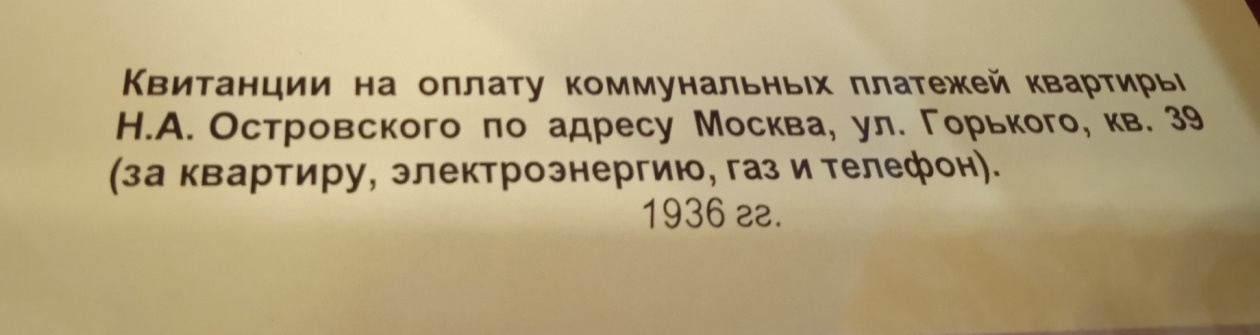 Квитанции на оплату коммунальных платежей квартиры
Н.А. Островского по адресу Москва, ул. Горького, кв. 39
(за квартиру, электроэнергию, газ и телефон).
1936 гг.